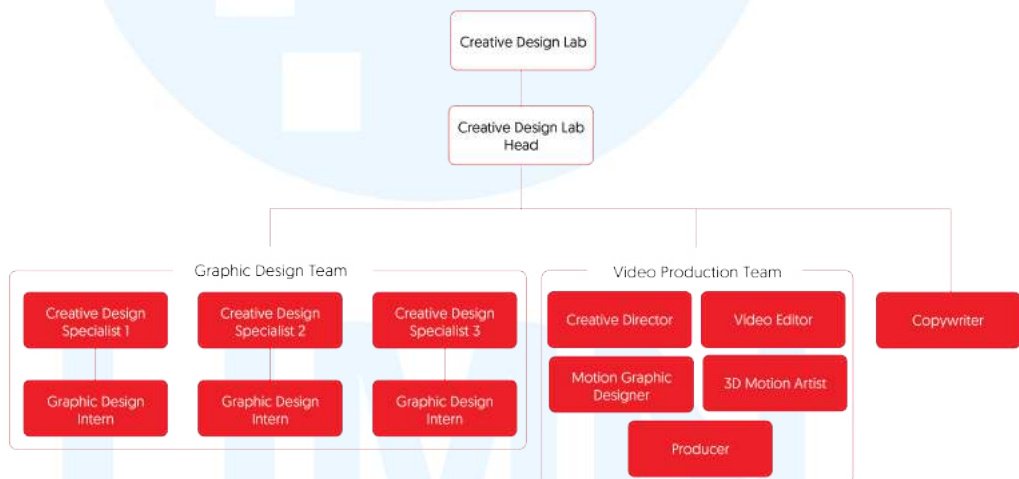 Creative Design Lab
Creative Design Lab
Head
Graphic Design Team
Video Production Team
Creative Design
Specialist 1
Creative Design
Specialist 2
Creative Design
Specialist 3
Creative Director
Video Editor
Copywriter
Graphic Design
Intern
Graphic Design
Intern
Graphic Design
Intern
Motion Graphic
Designer
3D Motion Artist
Producer